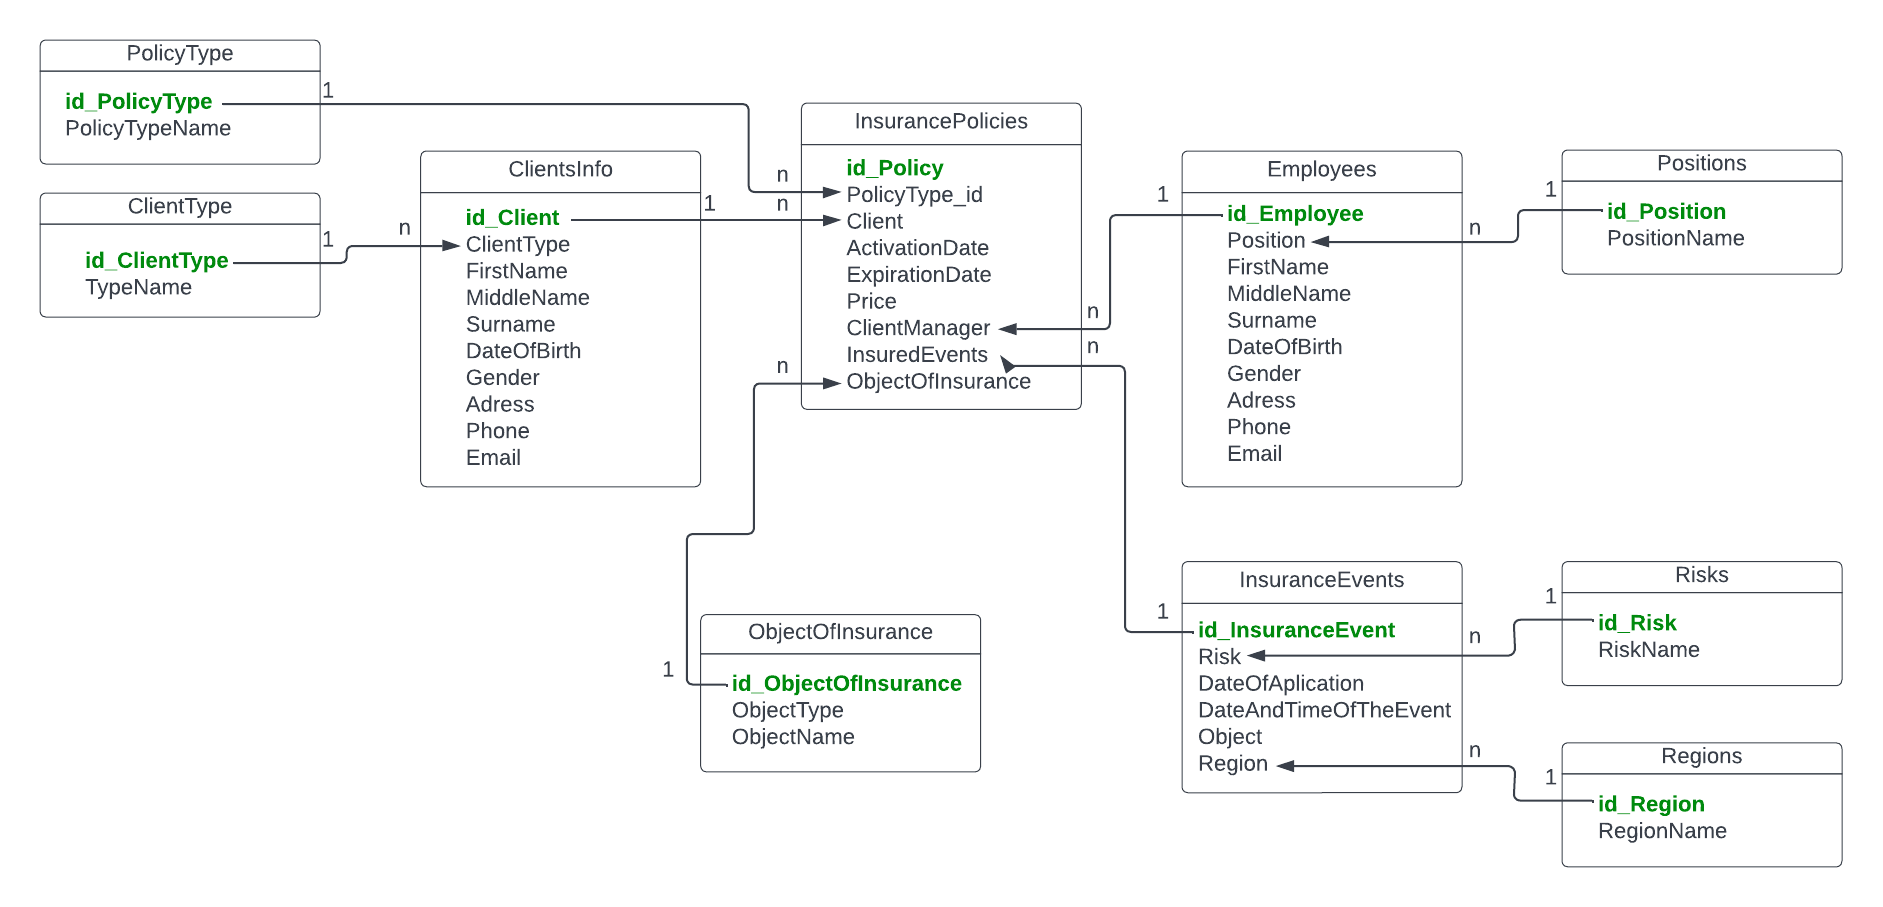 PolicyType
id_PolicyType
PolicyTypeName
1
ClientType
id_ClientType
TypeName
1
n
ClientsInfo
id_Client
ClientType
FirstName
MiddleName
Surname
DateOfBirth
Gender
Adress
Phone
Email
1
n
n
n
InsurancePolicies
id_Policy
PolicyType_id
Client
ActivationDate
ExpirationDate
Price
ClientManager
InsuredEvents
ObjectOfInsurance
n
n
1
Employees
id_Employee
Position
FirstName
MiddleName
Surname
DateOfBirth
Gender
Adress
Phone
Email
n
1
Positions
id_Position
PositionName
1
ObjectOfInsurance
id_ObjectOfInsurance
ObjectType
ObjectName
1
InsuranceEvents
id_InsuranceEvent
Risk
DateOfAplication
DateAndTimeOfTheEvent
Object
Region
n
n
1
Risks
id_Risk
RiskName
1
Regions
id_Region
RegionName